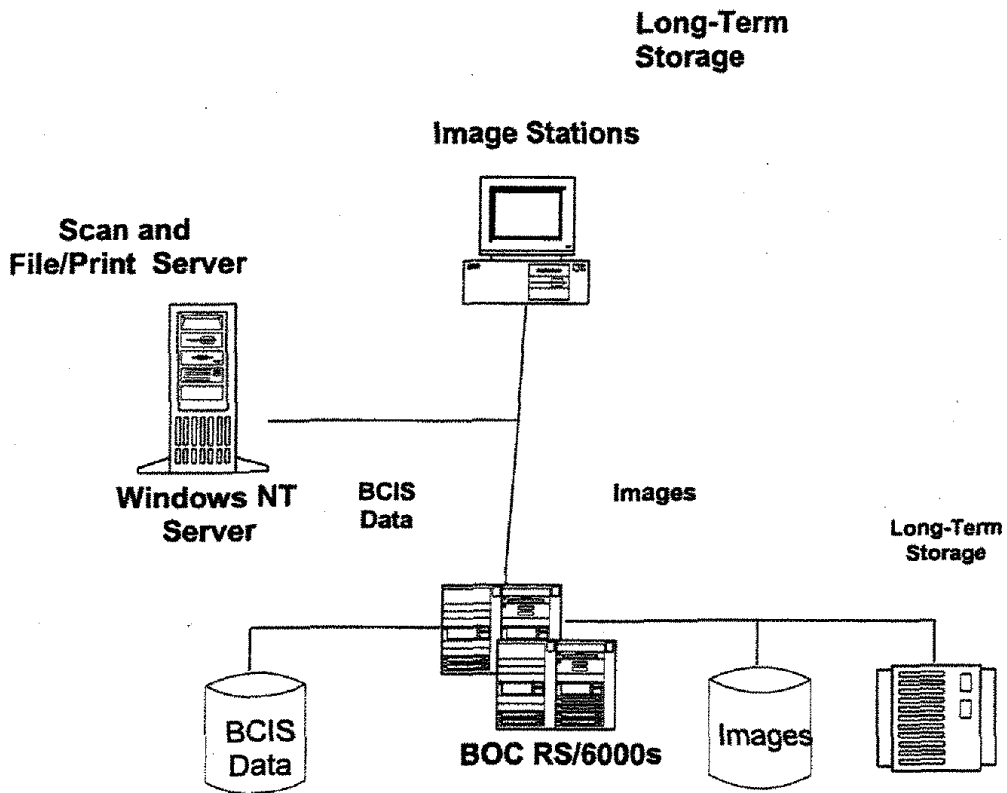 Long-Term
Storage
Image Stations
Scan and
File/Print Server
Windows NT
Server
BCIS
Data
Images
Long-Term
Storage
BCIS
Data
BOC RS/6000s
Images